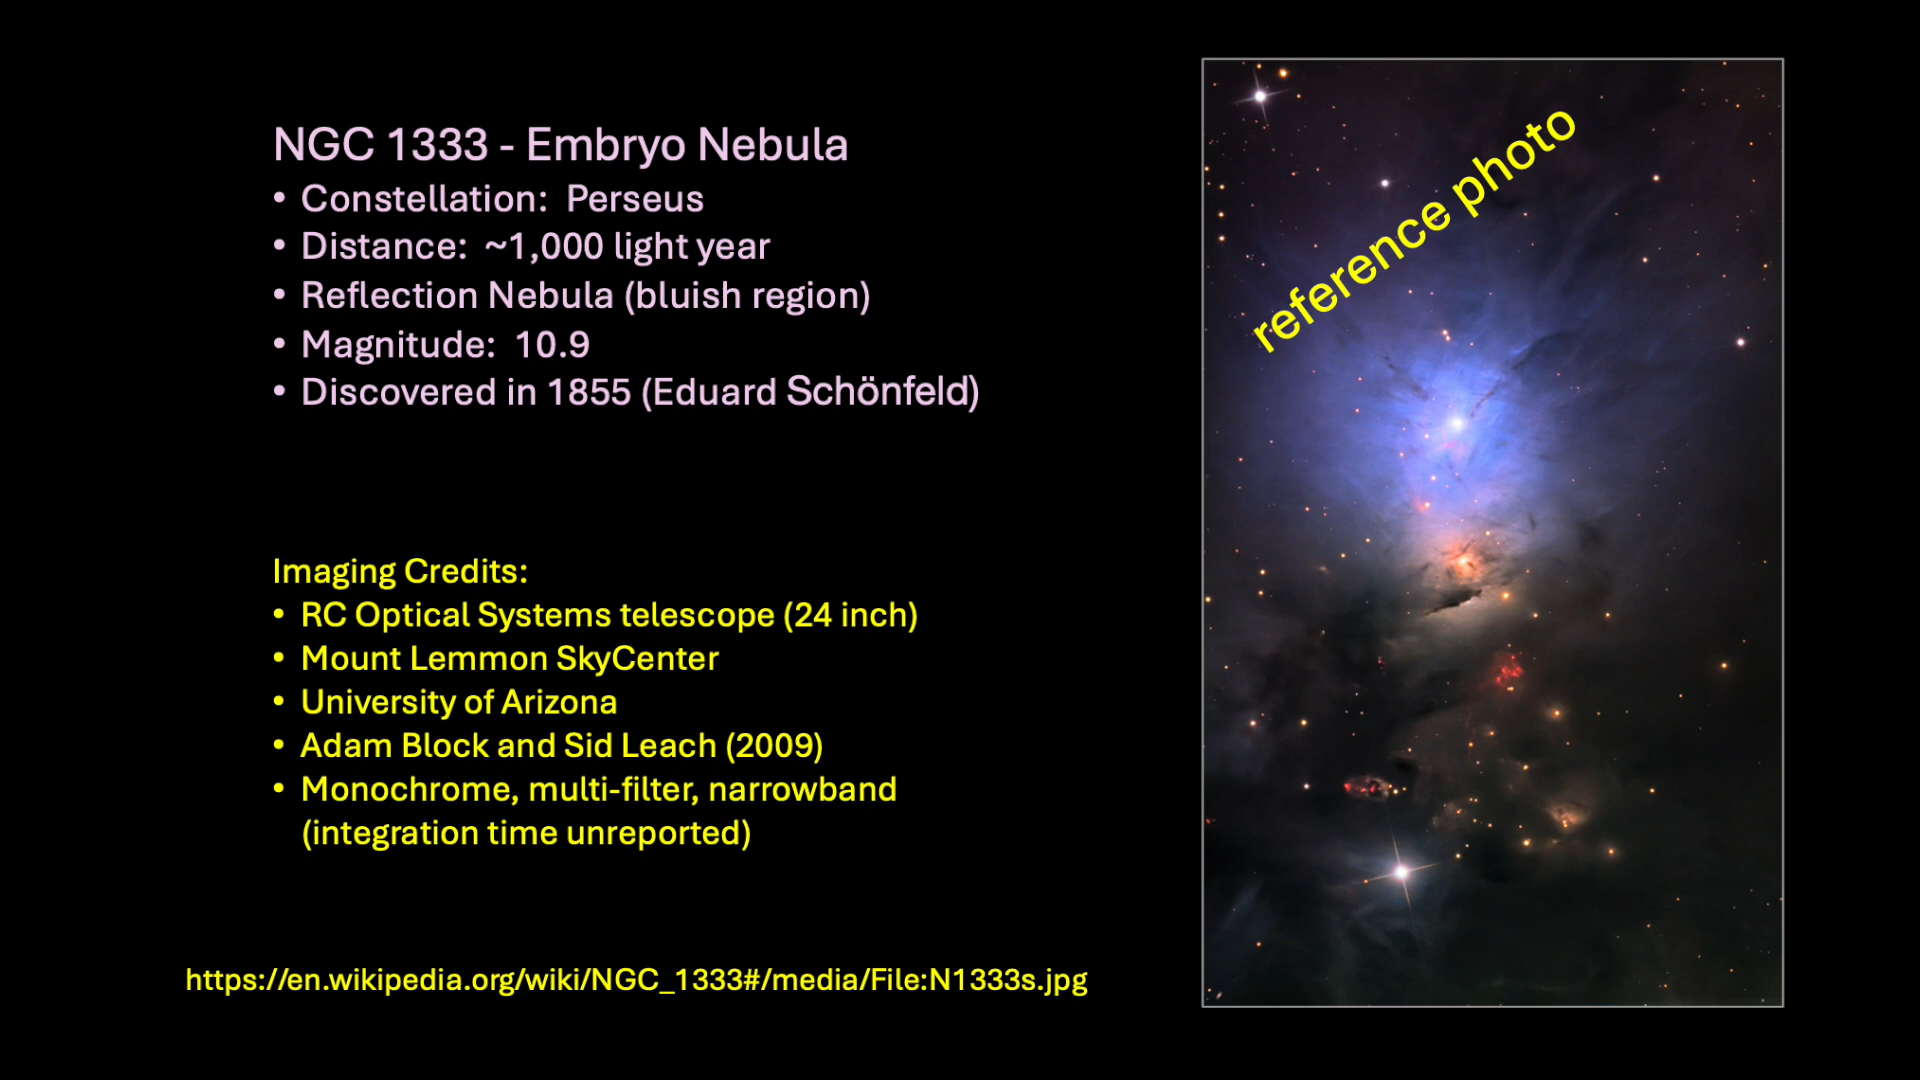 NGC 1333 - Embryo Nebula
• Constellation: Perseus
• Distance: ~1,000 light year
• Reflection Nebula (bluish region)
• Magnitude: 10.9
• Discovered in 1855 (Eduard Schönfeld)
Imaging Credits:
• RC Optical Systems telescope (24 inch)
• Mount Lemmon SkyCenter
• University of Arizona
• Adam Block and Sid Leach (2009)
• Monochrome, multi-filter, narrowband
(integration time unreported)
https://en.wikipedia.org/wiki/NGC_1333#/media/File:N1333s.jpg
reference photo